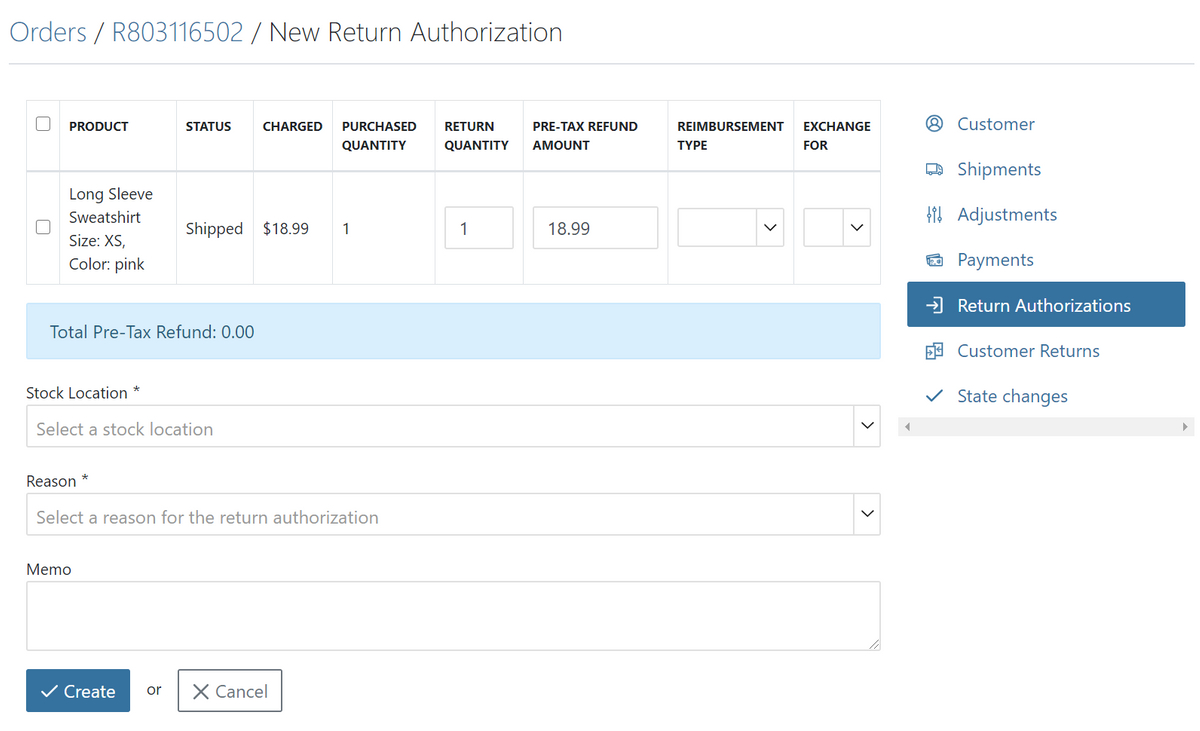 Orders / R803116502 / New Return Authorization
PRODUCT
STATUS
CHARGED
PURCHASED
QUANTITY
RETURN
QUANTITY
PRE-TAX REFUND
AMOUNT
REIMBURSEMENT
TYPE
EXCHANGE
FOR
Long Sleeve
Sweatshirt
Size: XS,
Color: pink
Shipped
$18.99
1
1
18.99
Total Pre-Tax Refund: 0.00
Stock Location *
Select a stock location
Reason *
Select a reason for the return authorization
Memo
Create
or
Cancel
Customer
Shipments
Adjustments
Payments
Return Authorizations
Customer Returns
State changes